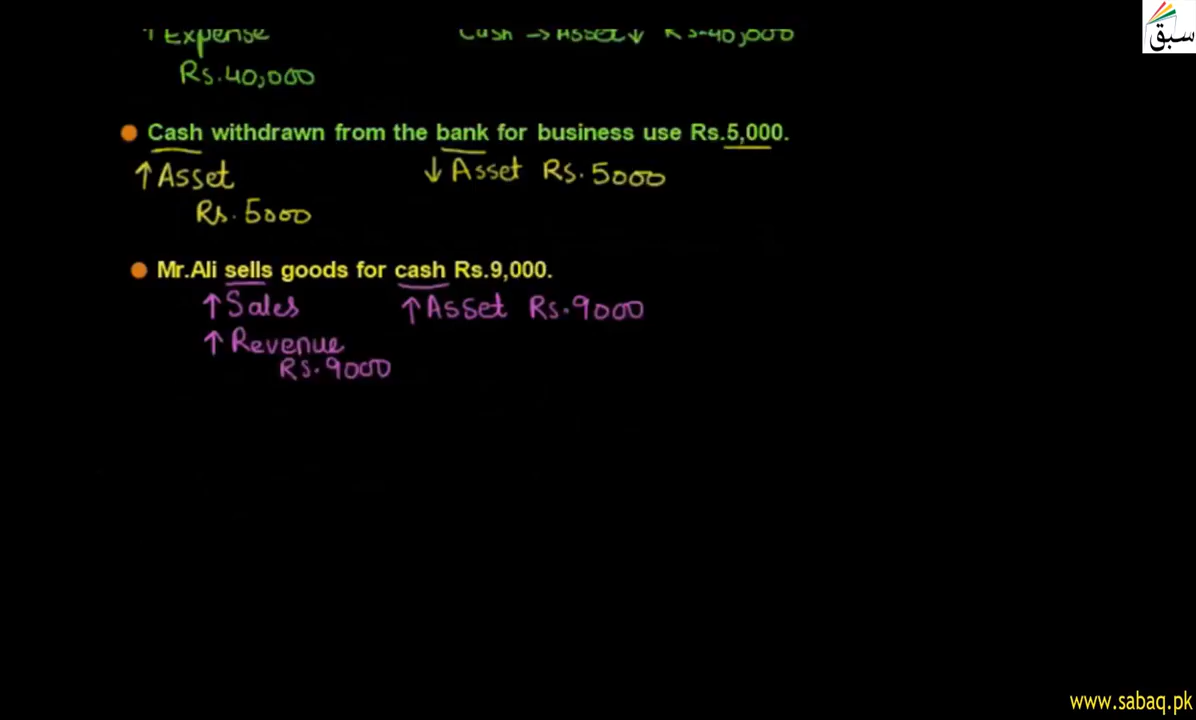 ↑ Expense Cash → Asset↓ Rs.40,000
Rs.40,000
سبق
Cash withdrawn from the bank for business use Rs.5,000.
↑ Asset ↓ Asset Rs.5000
Rs.5000
Mr.Ali sells goods for cash Rs.9,000.
↑ Sales ↑ Asset Rs.9000
↑ Revenue
Rs.9000
www.sabaq.pk